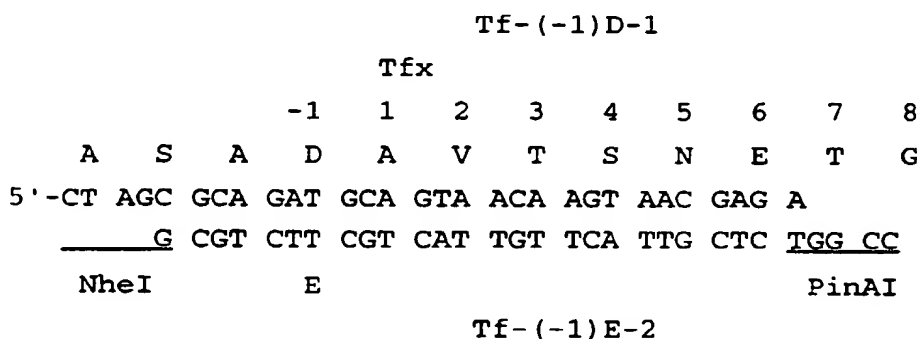 Tf-(-1)D-1
Tfx
-1 1 2 3 4 5 6 7 8
A S A D A V T S N E T G
5'-CT AGC GCA GAT GCA GTA ACA AGT AAC GAG A
G CGT CTT CGT CAT TGT TCA TTG CTC TGG CC
NheI E PinAI
Tf-(-1)E-2